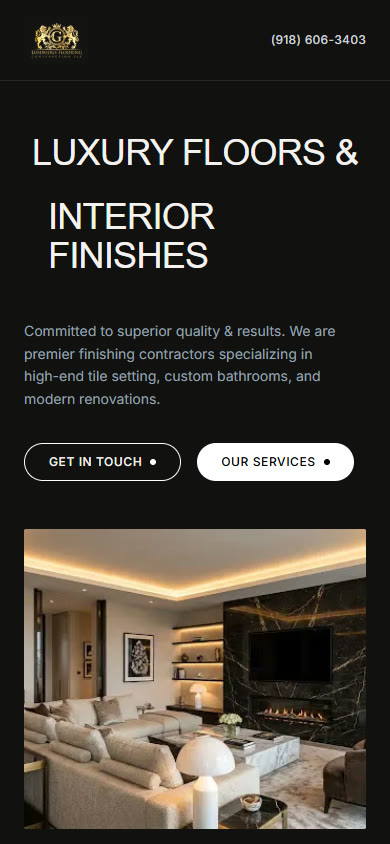 G
(918) 606-3403
LUXURY FLOORS &
INTERIOR
FINISHES
Committed to superior quality & results. We are
premier finishing contractors specializing in
high-end tile setting, custom bathrooms, and
modern renovations.
GET IN TOUCH
OUR SERVICES